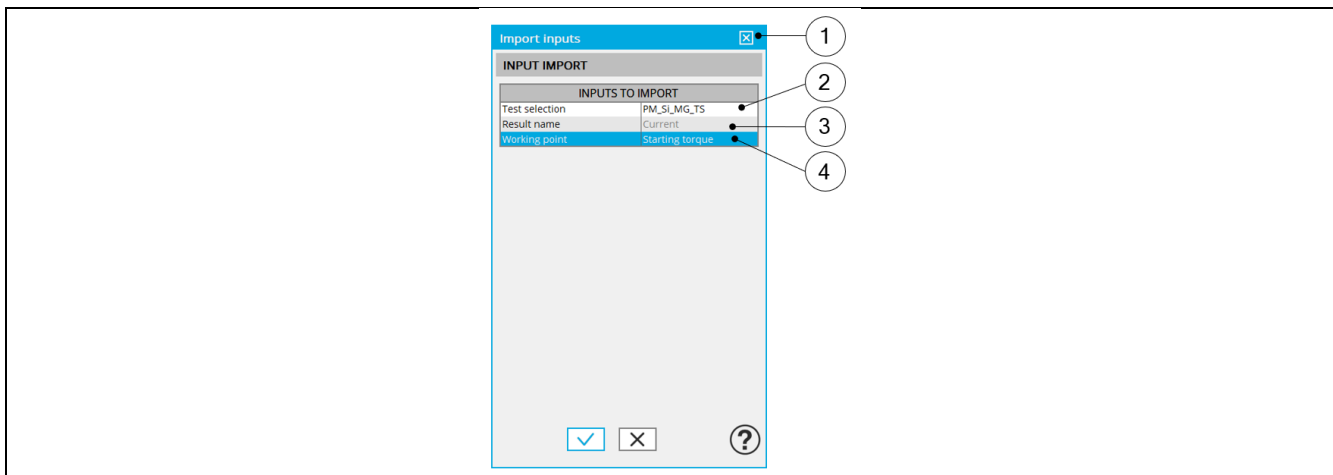 Import inputs
1
INPUT IMPORT
2
INPUTS TO IMPORT
Test selection PM_Si_MG_TS
Result name Current
3
Working point Starting torque
4
?